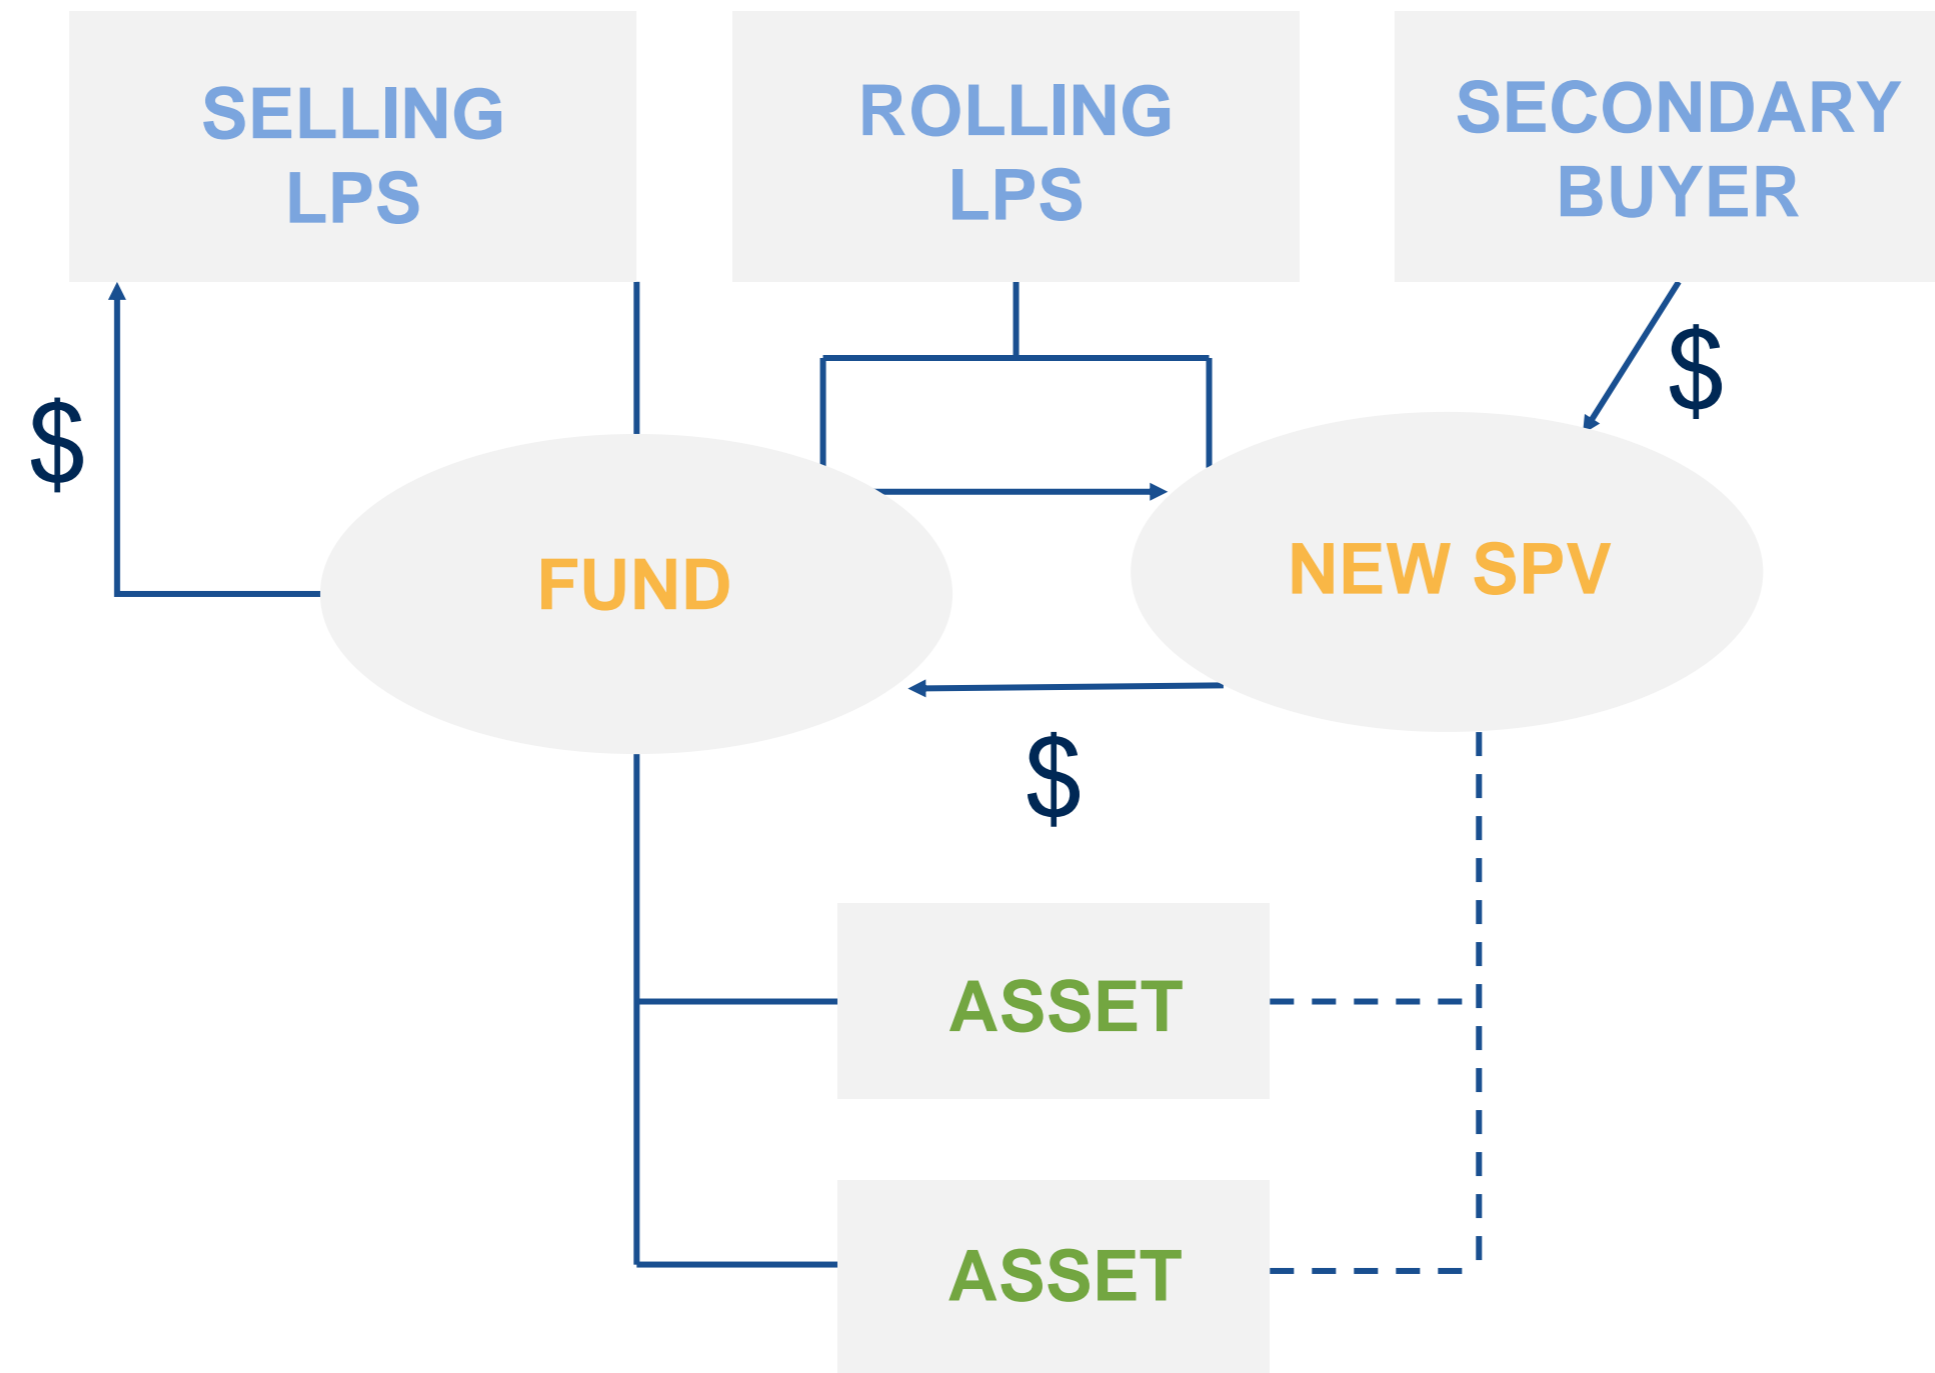 SELLING
LPS
ROLLING
LPS
SECONDARY
BUYER
$
$
FUND
NEW SPV
$
ASSET
ASSET